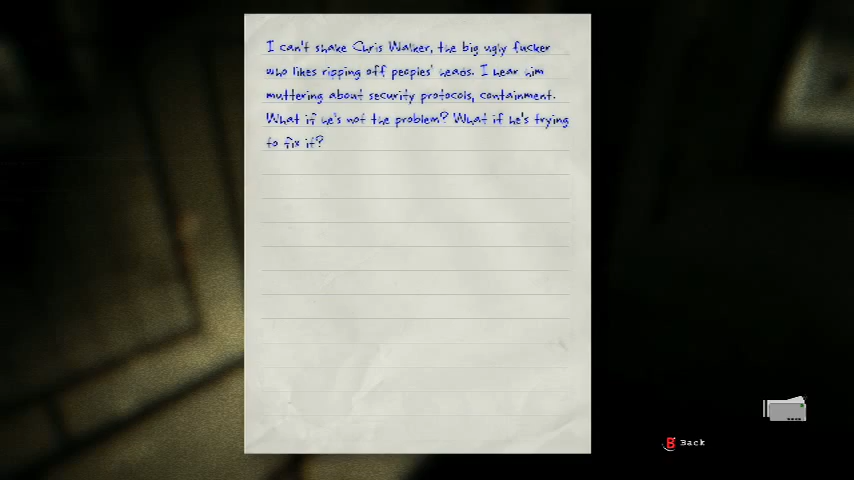 I can't shake Chris Walker, the big ugly fucker
who likes ripping off peoples' heads. I hear him
muttering about security protocols, containment.
What if he's not the problem? What if he's trying
to fix it?
B Back